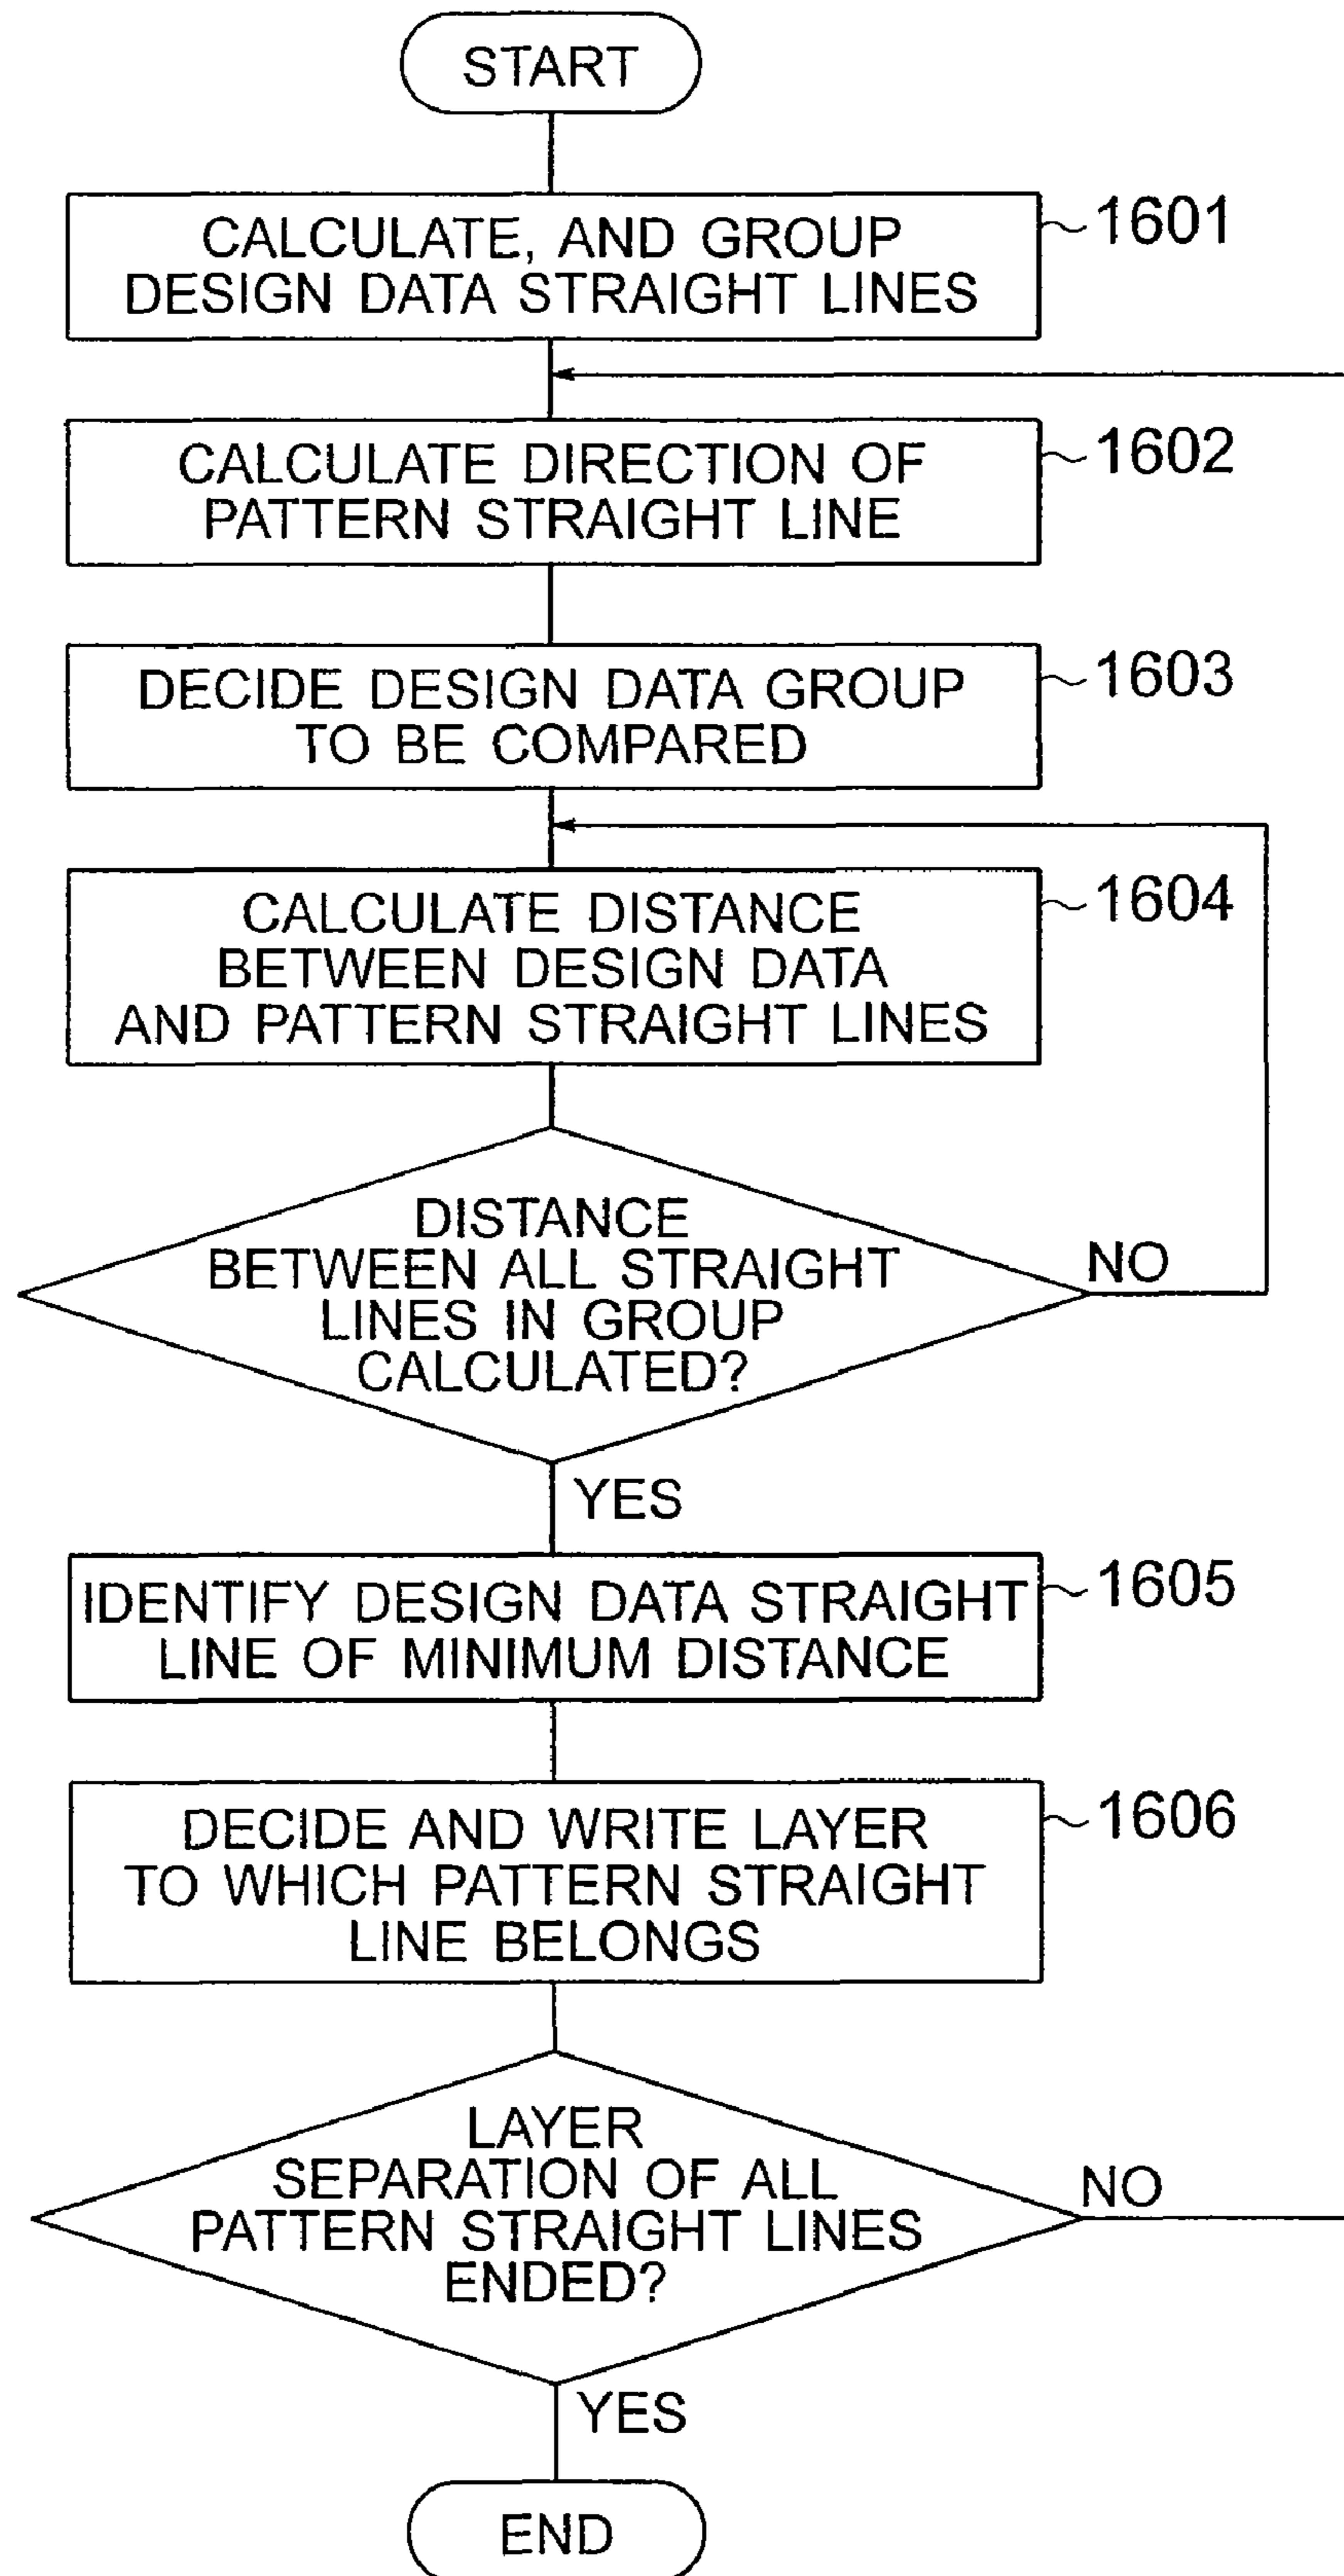 START
CALCULATE, AND GROUP
DESIGN DATA STRAIGHT LINES
1601
CALCULATE DIRECTION OF
PATTERN STRAIGHT LINE
1602
DECIDE DESIGN DATA GROUP
TO BE COMPARED
1603
CALCULATE DISTANCE
BETWEEN DESIGN DATA
AND PATTERN STRAIGHT LINES
1604
DISTANCE
BETWEEN ALL STRAIGHT
LINES IN GROUP
CALCULATED?
NO
YES
IDENTIFY DESIGN DATA STRAIGHT
LINE OF MINIMUM DISTANCE
1605
DECIDE AND WRITE LAYER
TO WHICH PATTERN STRAIGHT
LINE BELONGS
1606
LAYER
SEPARATION OF ALL
PATTERN STRAIGHT LINES
ENDED?
NO
YES
END